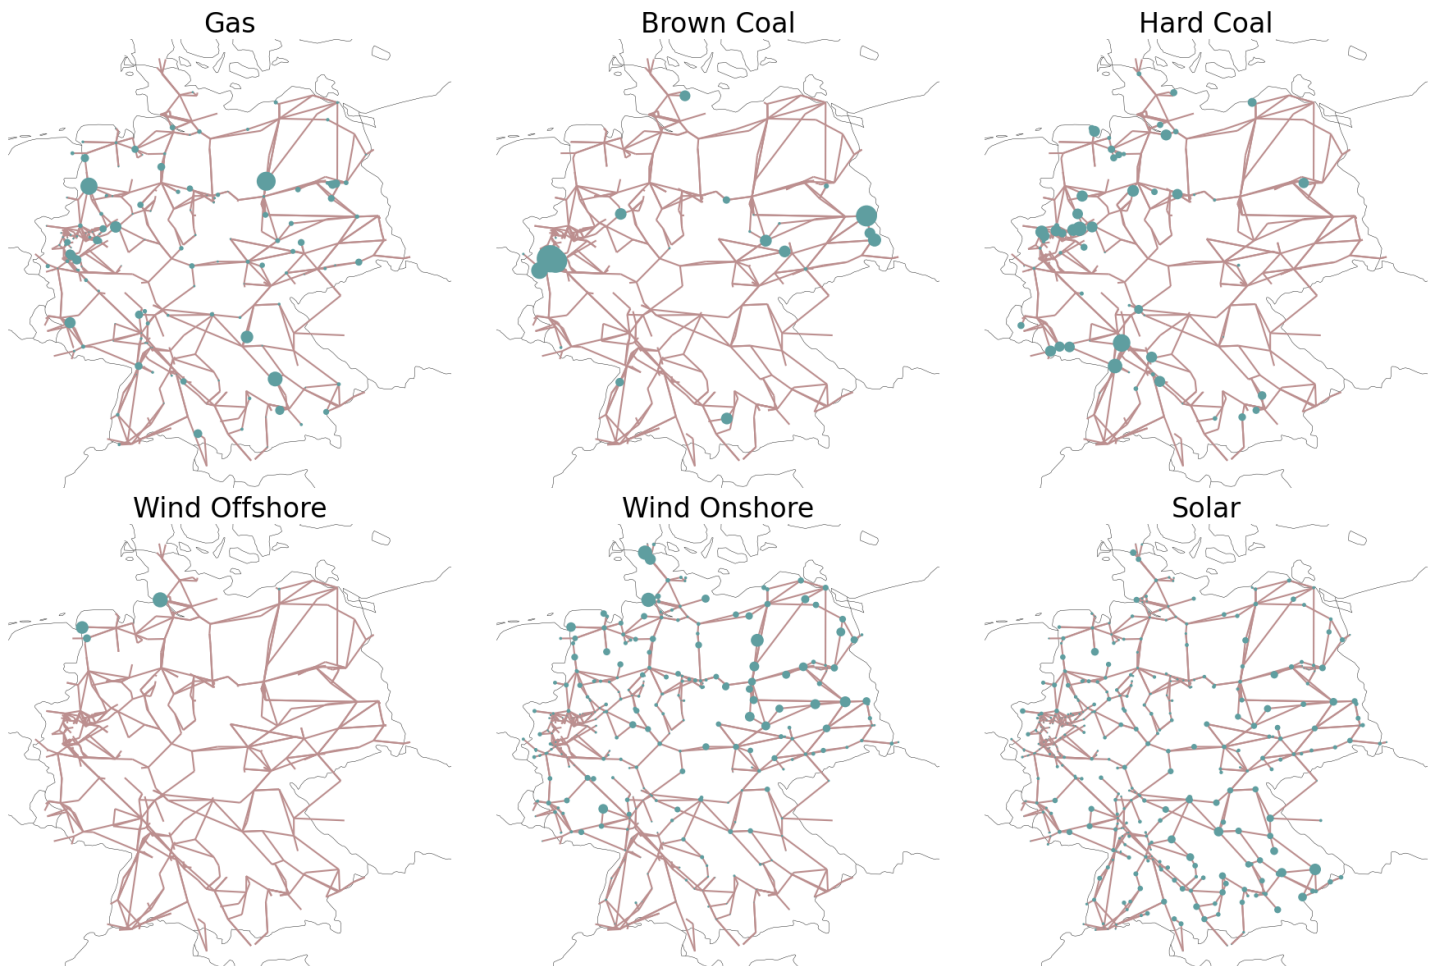 Gas
Brown Coal
Hard Coal
Wind Offshore
Wind Onshore
Solar